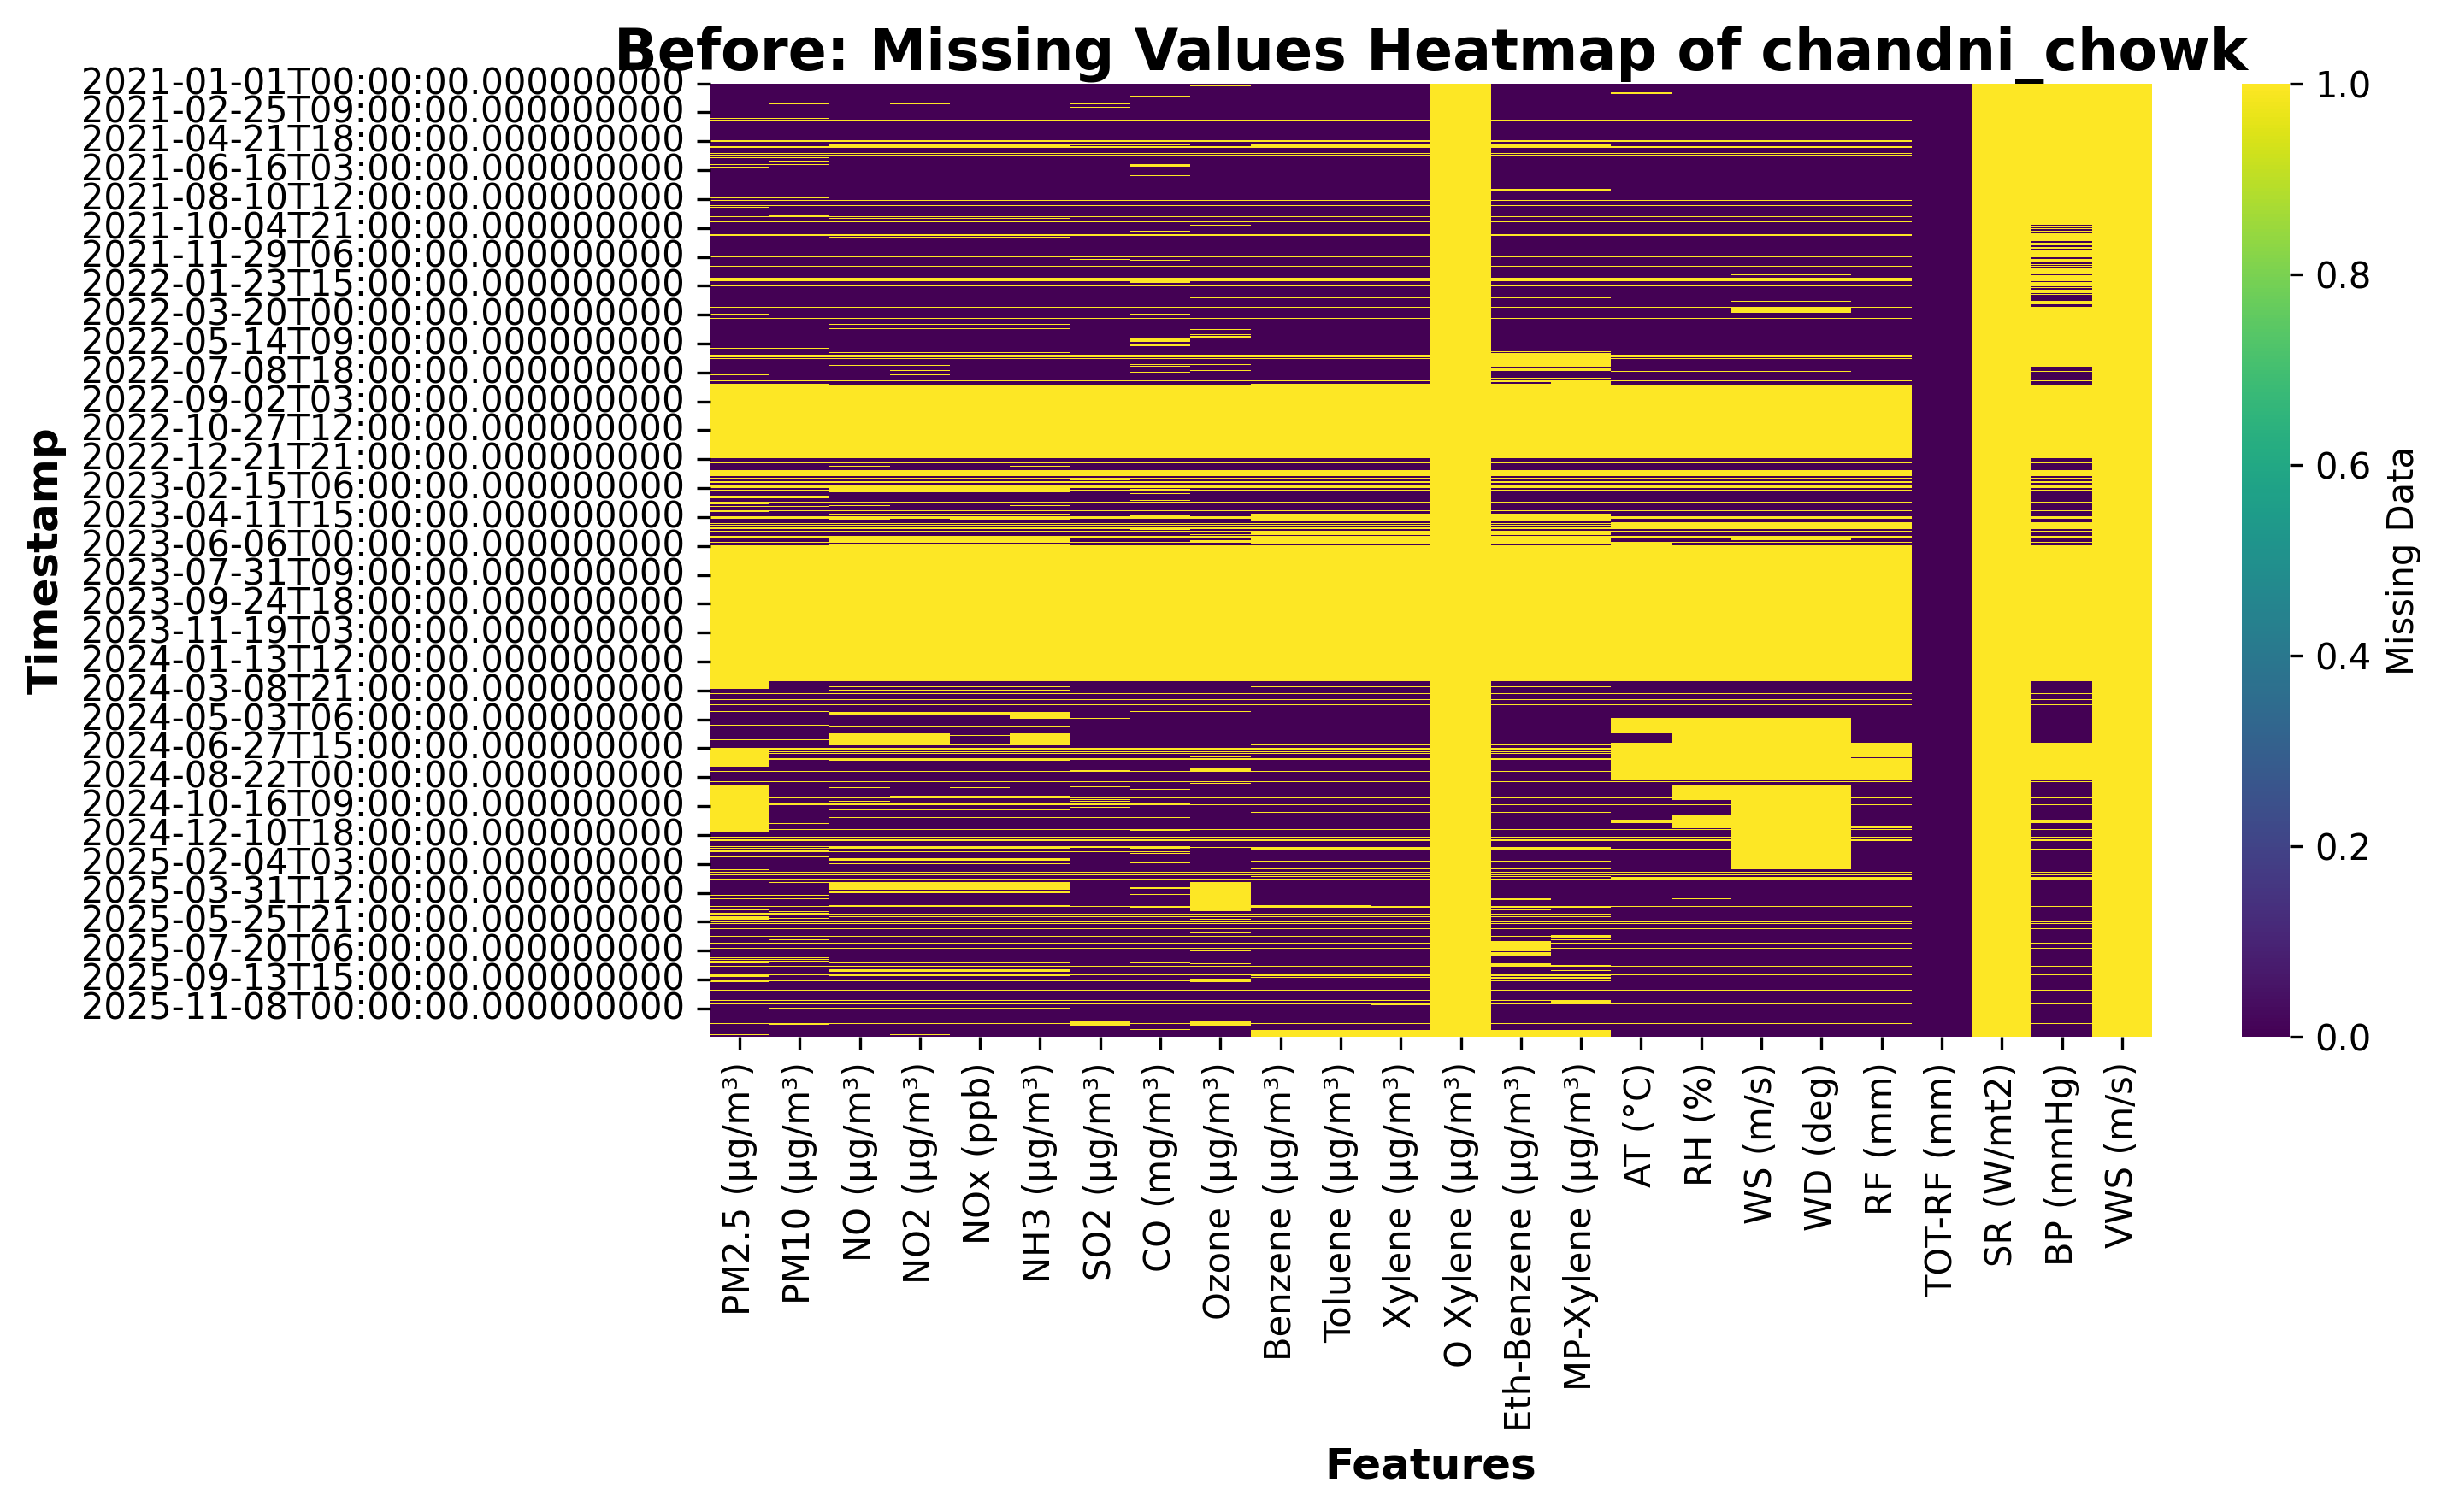 Before: Missing Values Heatmap of chandni_chowk
Timestamp
2021-01-01T00:00:00.000000000
2021-02-25T09:00:00.000000000
2021-04-21T18:00:00.000000000
2021-06-16T03:00:00.000000000
2021-08-10T12:00:00.000000000
2021-10-04T21:00:00.000000000
2021-11-29T06:00:00.000000000
2022-01-23T15:00:00.000000000
2022-03-20T00:00:00.000000000
2022-05-14T09:00:00.000000000
2022-07-08T18:00:00.000000000
2022-09-02T03:00:00.000000000
2022-10-27T12:00:00.000000000
2022-12-21T21:00:00.000000000
2023-02-15T06:00:00.000000000
2023-04-11T15:00:00.000000000
2023-06-06T00:00:00.000000000
2023-07-31T09:00:00.000000000
2023-09-24T18:00:00.000000000
2023-11-19T03:00:00.000000000
2024-01-13T12:00:00.000000000
2024-03-08T21:00:00.000000000
2024-05-03T06:00:00.000000000
2024-06-27T15:00:00.000000000
2024-08-22T00:00:00.000000000
2024-10-16T09:00:00.000000000
2024-12-10T18:00:00.000000000
2025-02-04T03:00:00.000000000
2025-03-31T12:00:00.000000000
2025-05-25T21:00:00.000000000
2025-07-20T06:00:00.000000000
2025-09-13T15:00:00.000000000
2025-11-08T00:00:00.000000000
PM2.5 (µg/m³)
PM10 (µg/m³)
NO (µg/m³)
NO2 (µg/m³)
NOx (ppb)
NH3 (µg/m³)
SO2 (µg/m³)
CO (mg/m³)
Ozone (µg/m³)
Benzene (µg/m³)
Toluene (µg/m³)
Xylene (µg/m³)
O Xylene (µg/m³)
Eth-Benzene (µg/m³)
MP-Xylene (µg/m³)
AT (°C)
RH (%)
WS (m/s)
WD (deg)
RF (mm)
TOT-RF (mm)
SR (W/mt2)
BP (mmHg)
VWS (m/s)
Features
1.0
0.8
0.6
0.4
0.2
0.0
Missing Data